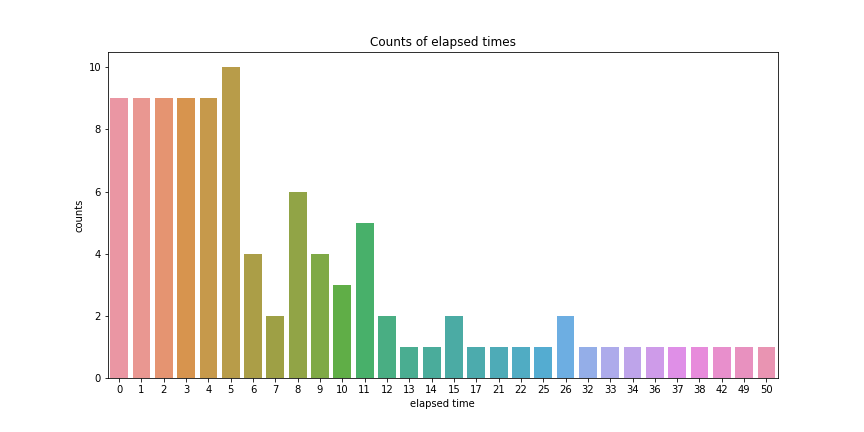 Counts of elapsed times
counts
10
8
6
4
2
0
0 1 2 3 4 5 6 7 8 9 10 11 12 13 14 15 17 21 22 25 26 32 33 34 36 37 38 42 49 50
elapsed time